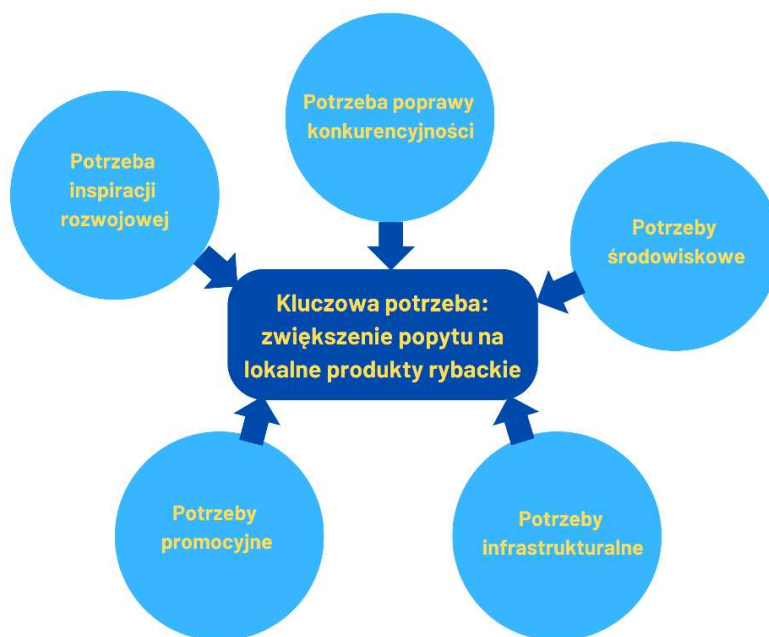 Potrzeba poprawy
konkurencyjności
Potrzeba
inspiracji
rozwojowej
Potrzeby
środowiskowe
Kluczowa potrzeba:
zwiększenie popytu na
lokalne produkty rybackie
Potrzeby
promocyjne
Potrzeby
infrastrukturalne